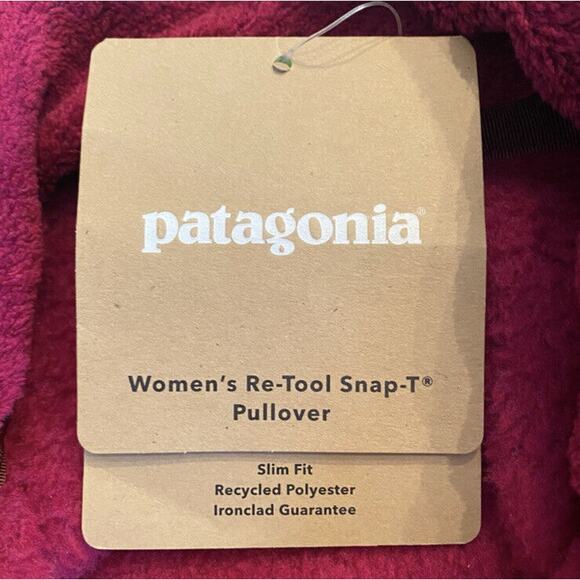 patagonia®
Women's Re-Tool Snap-T®
Pullover
Slim Fit
Recycled Polyester
Ironclad Guarantee